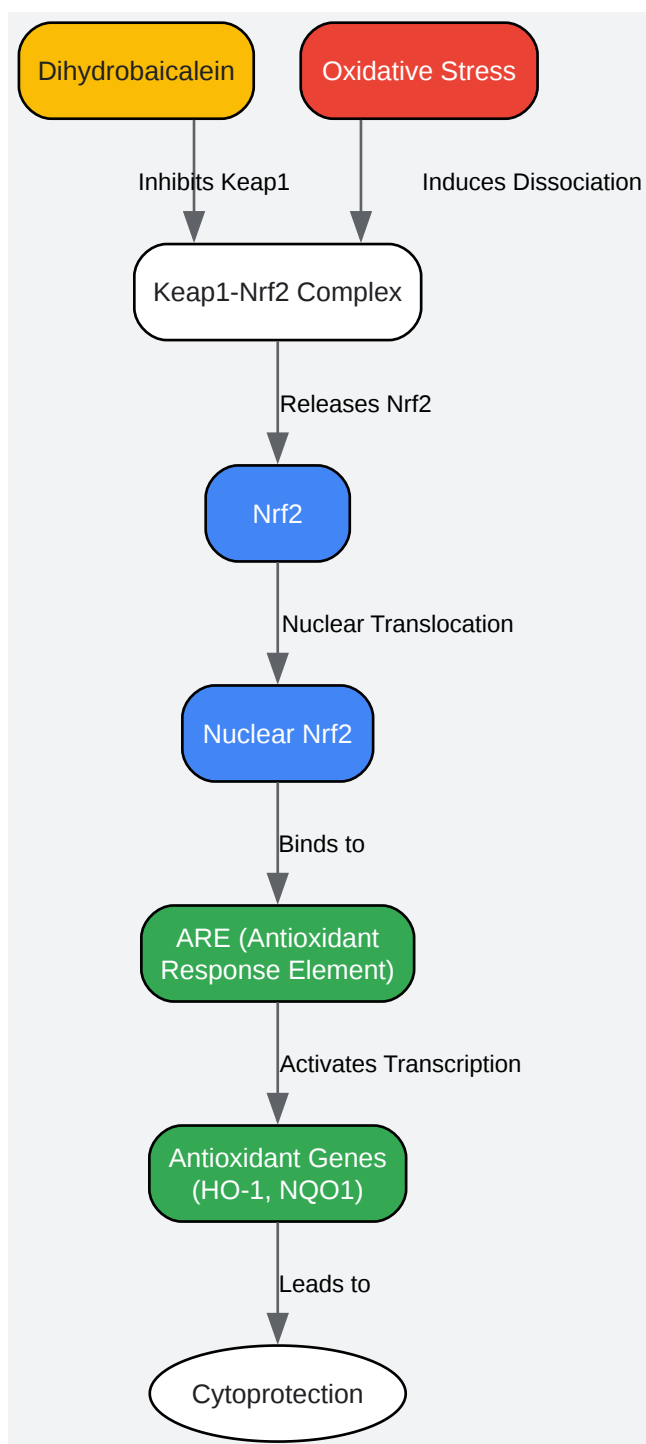 Dihydrobaicalein
Oxidative Stress
Inhibits Keap1
Induces Dissociation
Keap1-Nrf2 Complex
Releases Nrf2
Nrf2
Nuclear Translocation
Nuclear Nrf2
Binds to
ARE (Antioxidant
Response Element)
Activates Transcription
Antioxidant Genes
(HO-1, NQO1)
Leads to
Cytoprotection